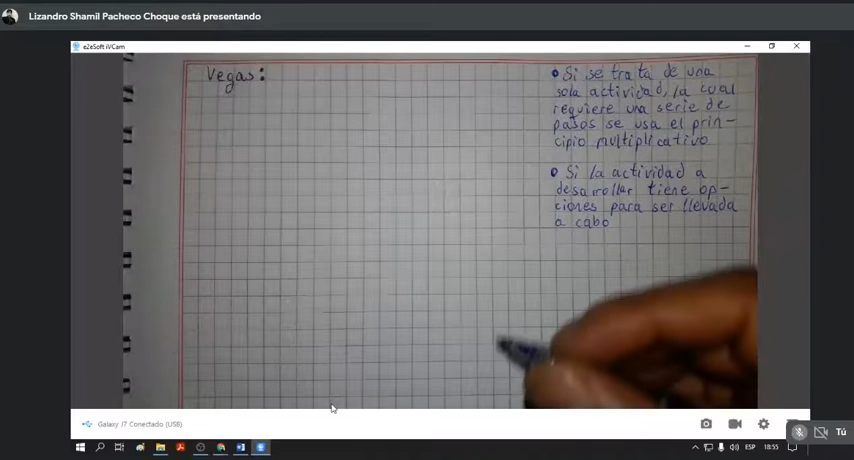 Lizandro Shamil Pacheco Choque está presentando
e2eSoft iVCam
Vegas:
• Si se trata de una
sola actividad, la cual
requiere una serie de
pasos se usa el prin-
cipio multiplicativo
• Si la actividad a
desarrollar tiene op-
ciones para ser llevada
a cabo
Galaxy J7 Conectado (USB)
Tú
ESP
18:55